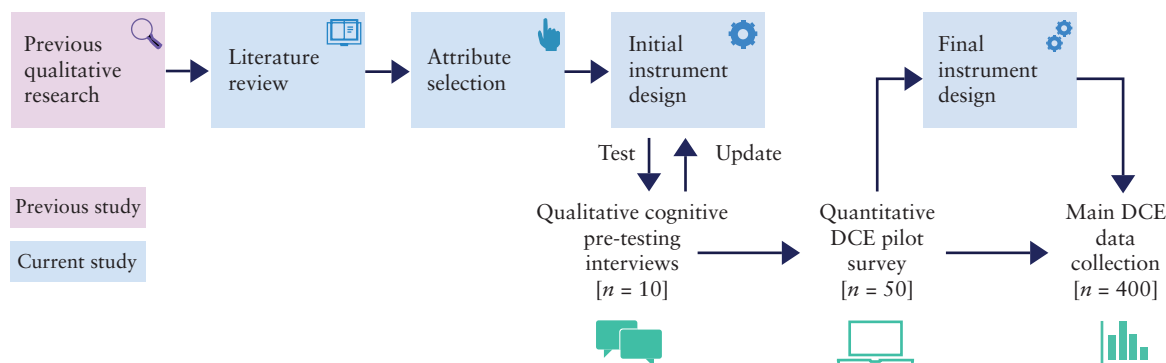 Previous
qualitative
research
Literature
review
Attribute
selection
Initial
instrument
design
Final
instrument
design
Test
Update
Previous study
Current study
Qualitative cognitive
pre-testing
interviews
[n = 10]
Quantitative
DCE pilot
survey
[n = 50]
Main DCE
data
collection
[n = 400]